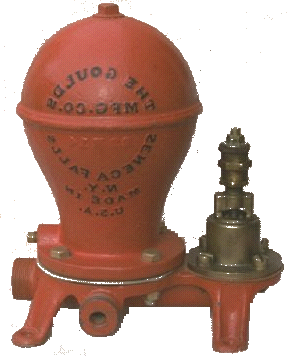 THE GOULDS
MFG. CO.
SENECA FALLS
N.Y.
MADE IN
U.S.A.